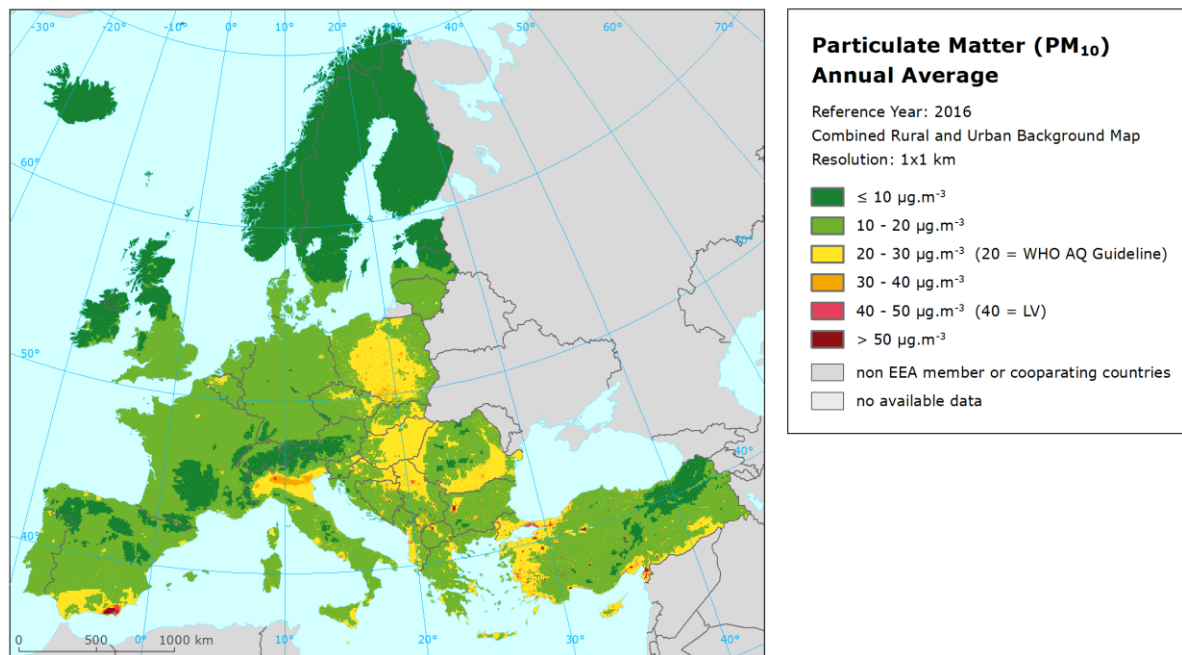 -30° -20° -10° 0° 10° 20° 30° 40° 50° 60° 70°
60°
50°
50°
40°
40°
0 500 1000 km
0° 10° 20° 30° 40°
Particulate Matter (PM₁₀)
Annual Average
Reference Year: 2016
Combined Rural and Urban Background Map
Resolution: 1x1 km
≤ 10 µg.m⁻³
10 - 20 µg.m⁻³
20 - 30 µg.m⁻³ (20 = WHO AQ Guideline)
30 - 40 µg.m⁻³
40 - 50 µg.m⁻³ (40 = LV)
> 50 µg.m⁻³
non EEA member or cooparating countries
no available data